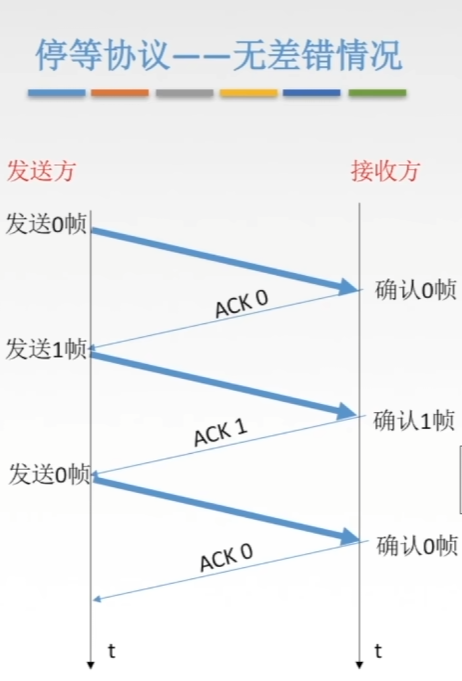 停等协议——无差错情况
发送方
接收方
发送0帧
确认0帧
ACK 0
发送1帧
确认1帧
ACK 1
发送0帧
确认0帧
ACK 0
t
t